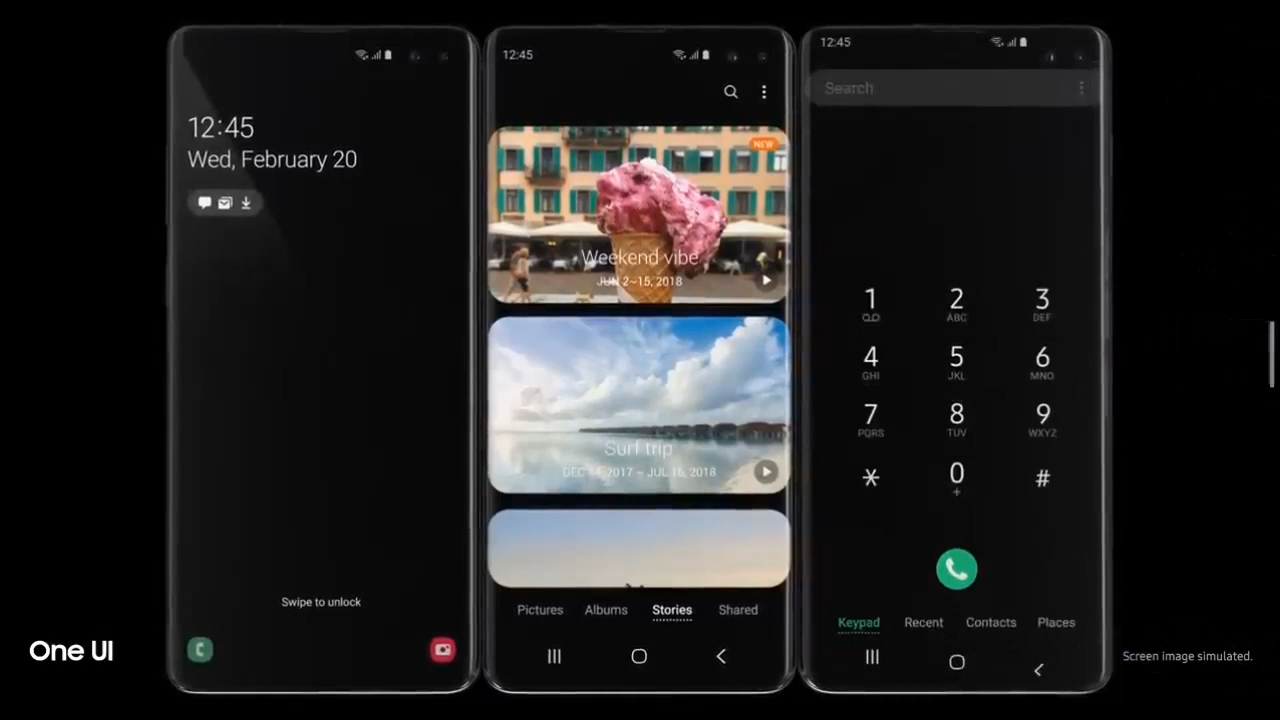 12:45
Wed, February 20
Swipe to unlock
12:45
NEW
Weekend vibe
JUN 2~15, 2018
Surf trip
DEC 14, 2017 ~ JUL 16, 2018
Pictures Albums Stories Shared
12:45
Search
1 2 3
ABC DEF
4 5 6
GHI JKL MNO
7 8 9
PQRS TUV WXYZ
* 0 #
+
Keypad Recent Contacts Places
One UI
Screen image simulated.